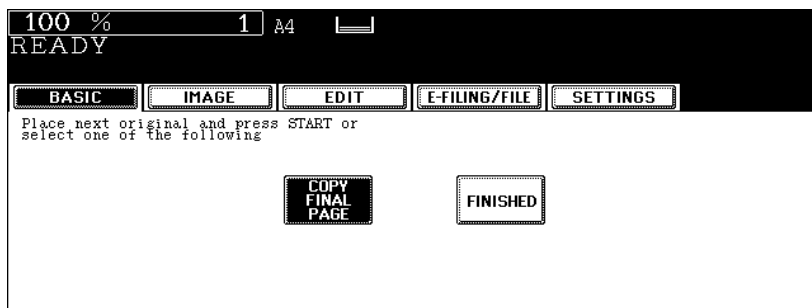 100 % 1 A4
READY
BASIC IMAGE EDIT E-FILING/FILE SETTINGS
Place next original and press START or
select one of the following
COPY
FINAL
PAGE
FINISHED